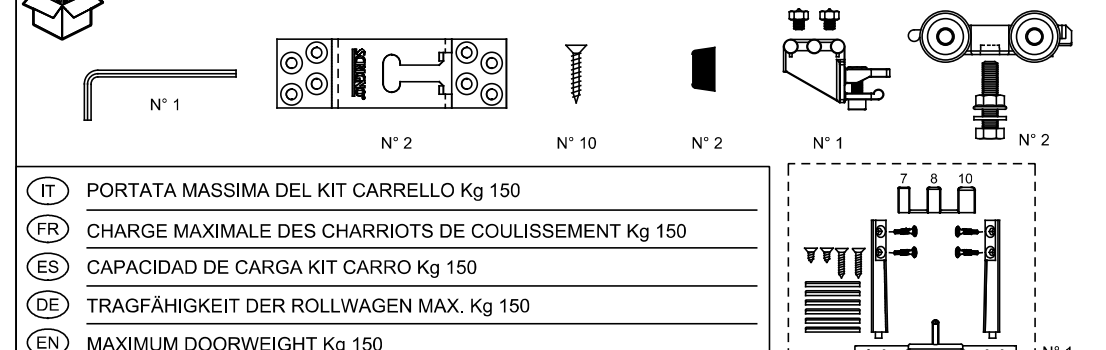 N° 1
N° 2
N° 10
N° 2
N° 1
N° 2
7 8 10
IT PORTATA MASSIMA DEL KIT CARRELLO Kg 150
FR CHARGE MAXIMALE DES CHARRIOTS DE COULISSEMENT Kg 150
ES CAPACIDAD DE CARGA KIT CARRO Kg 150
DE TRAGFÄHIGKEIT DER ROLLWAGEN MAX. Kg 150
EN MAXIMUM DOORWEIGHT Kg 150
N° 1